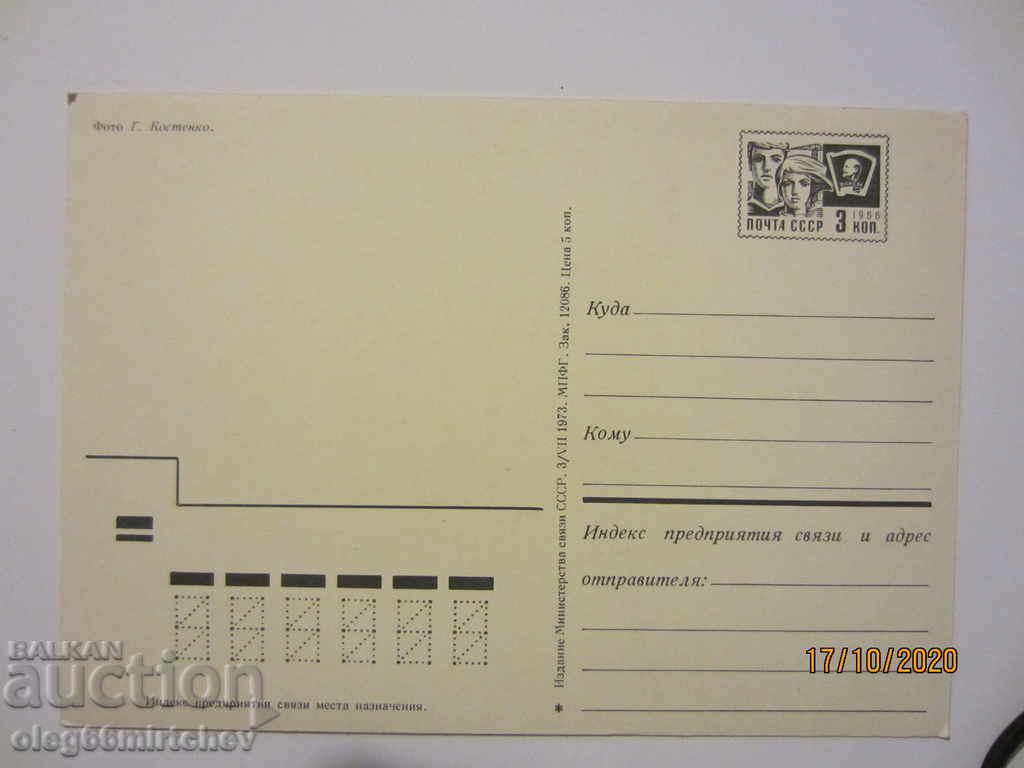 Фото Г. Костенко.
1966
ПОЧТА СССР 3 КОП.
Издание Министерства связи СССР. 3/VII 1973. МПФГ. Зак. 12086. Цена 5 коп.
Куда
Кому
Индекс предприятия связи и адрес
отправителя:
*
Индекс предприятия связи места назначения.
17/10/2020
BALKAN
auction
oleg66mirtchev